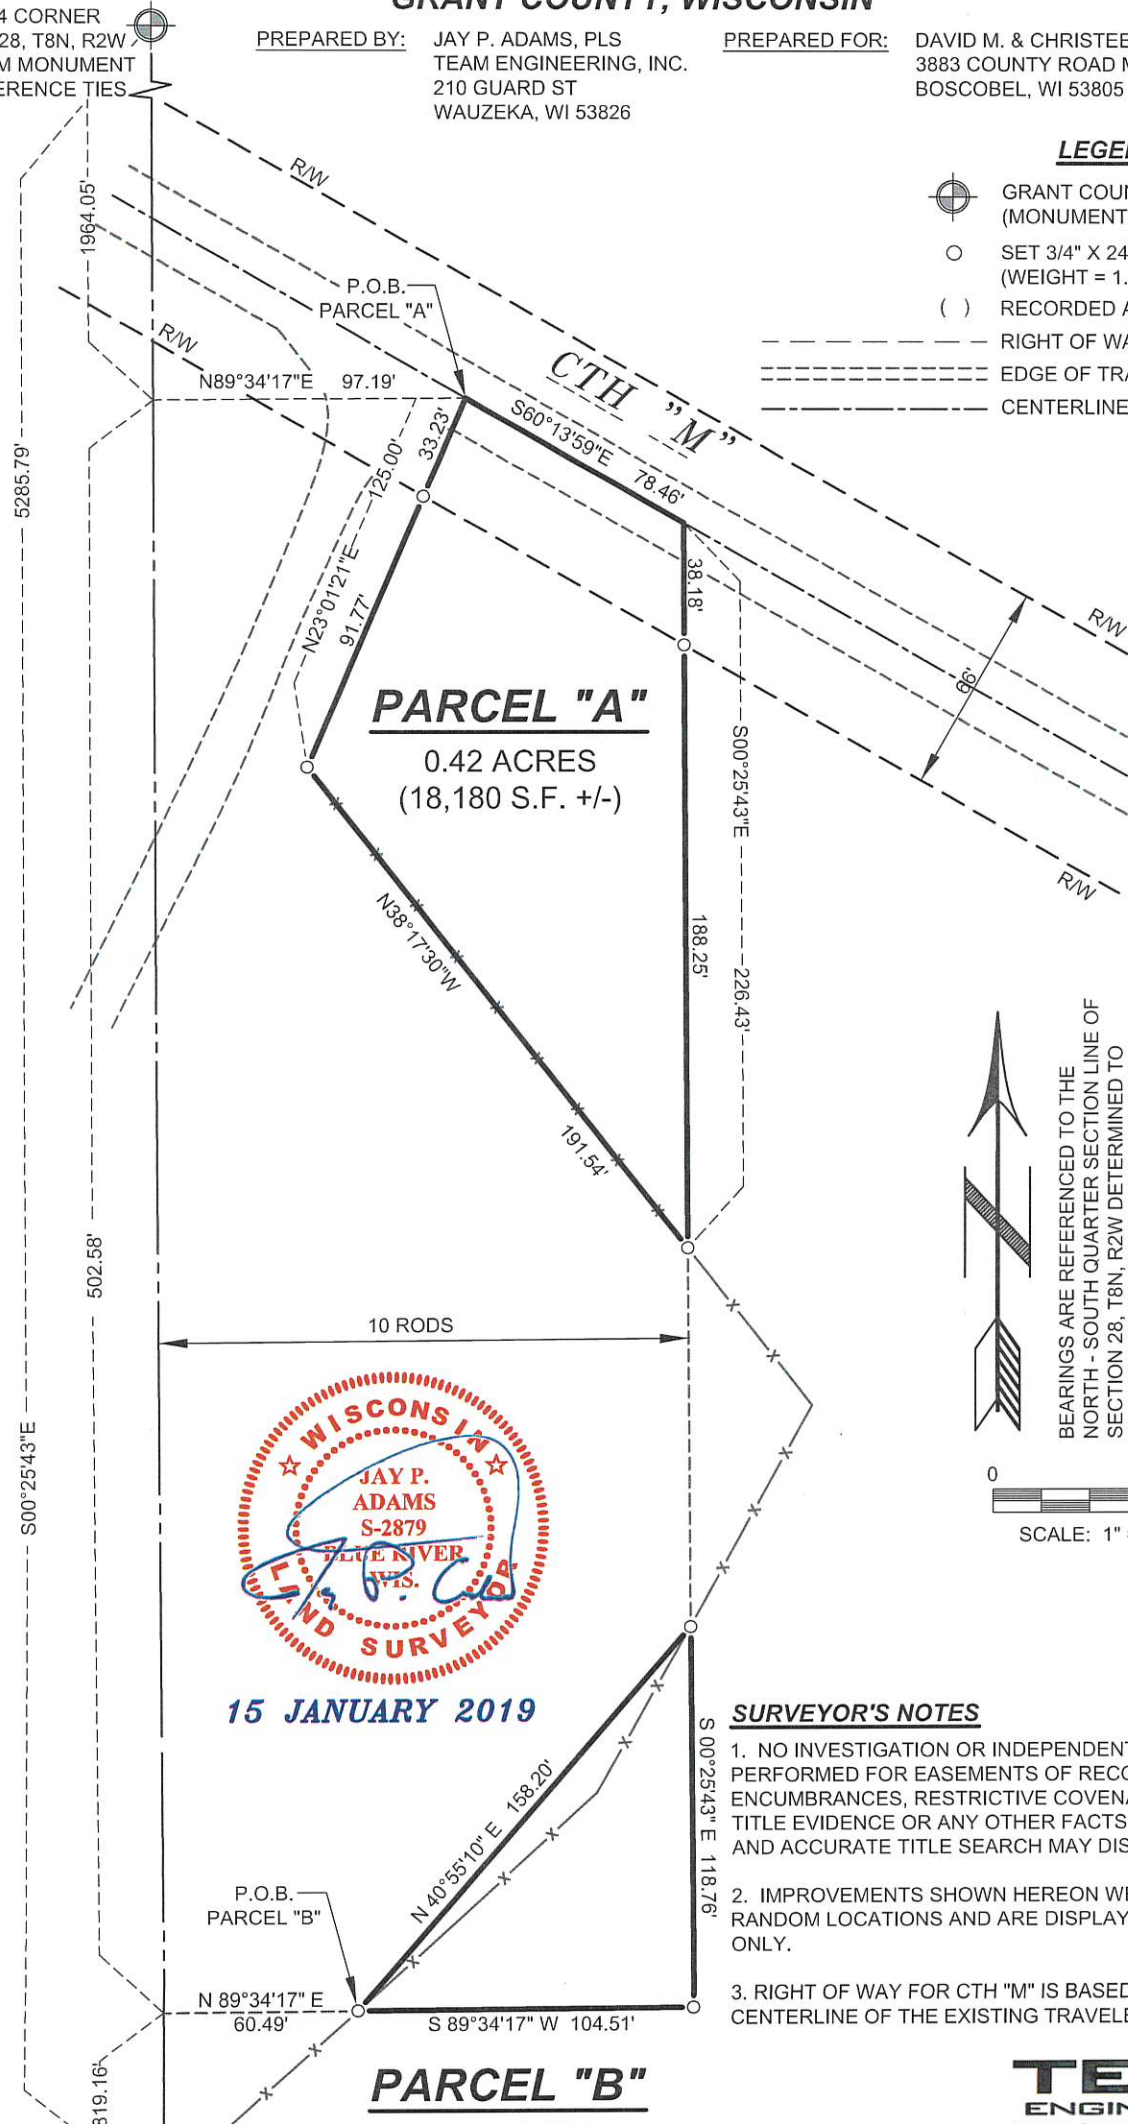 GRANT COUNTY, WISCONSIN
4 CORNER
28, T8N, R2W
M MONUMENT
ERENCE TIES
PREPARED BY:
JAY P. ADAMS, PLS
TEAM ENGINEERING, INC.
210 GUARD ST
WAUZEKA, WI 53826
PREPARED FOR:
DAVID M. & CHRISTEE
3883 COUNTY ROAD M
BOSCOBEL, WI 53805
LEGE
GRANT COUN
(MONUMENT
SET 3/4" X 24
(WEIGHT = 1.
( ) RECORDED A
RIGHT OF WA
EDGE OF TRA
CENTERLINE
R/W
1964.05'
P.O.B.
PARCEL "A"
R/W
N89°34'17"E 97.19'
CTH "M"
S60°13'59"E 78.46'
33.23'
125.00'
N23°01'21"E
91.77'
5285.79'
38.18'
R/W
66'
PARCEL "A"
0.42 ACRES
(18,180 S.F. +/-)
S00°25'43"E
226.43'
R/W
188.25'
N38°17'30"W
191.54'
502.58'
10 RODS
BEARINGS ARE REFERENCED TO THE
NORTH - SOUTH QUARTER SECTION LINE OF
SECTION 28, T8N, R2W DETERMINED TO
0
SCALE: 1" =
S00°25'43"E
WISCONSIN
JAY P.
ADAMS
S-2879
BLUE RIVER
WIS.
LAND SURVEYOR
15 JANUARY 2019
SURVEYOR'S NOTES
1. NO INVESTIGATION OR INDEPENDENT
PERFORMED FOR EASEMENTS OF RECO
ENCUMBRANCES, RESTRICTIVE COVENA
TITLE EVIDENCE OR ANY OTHER FACTS
AND ACCURATE TITLE SEARCH MAY DIS
2. IMPROVEMENTS SHOWN HEREON WE
RANDOM LOCATIONS AND ARE DISPLAY
ONLY.
3. RIGHT OF WAY FOR CTH "M" IS BASED
CENTERLINE OF THE EXISTING TRAVELE
N 40°55'10" E 158.20'
S 00°25'43" E 118.76'
P.O.B.
PARCEL "B"
N 89°34'17" E
60.49'
S 89°34'17" W 104.51'
819.16'
PARCEL "B"
TE
ENGIN